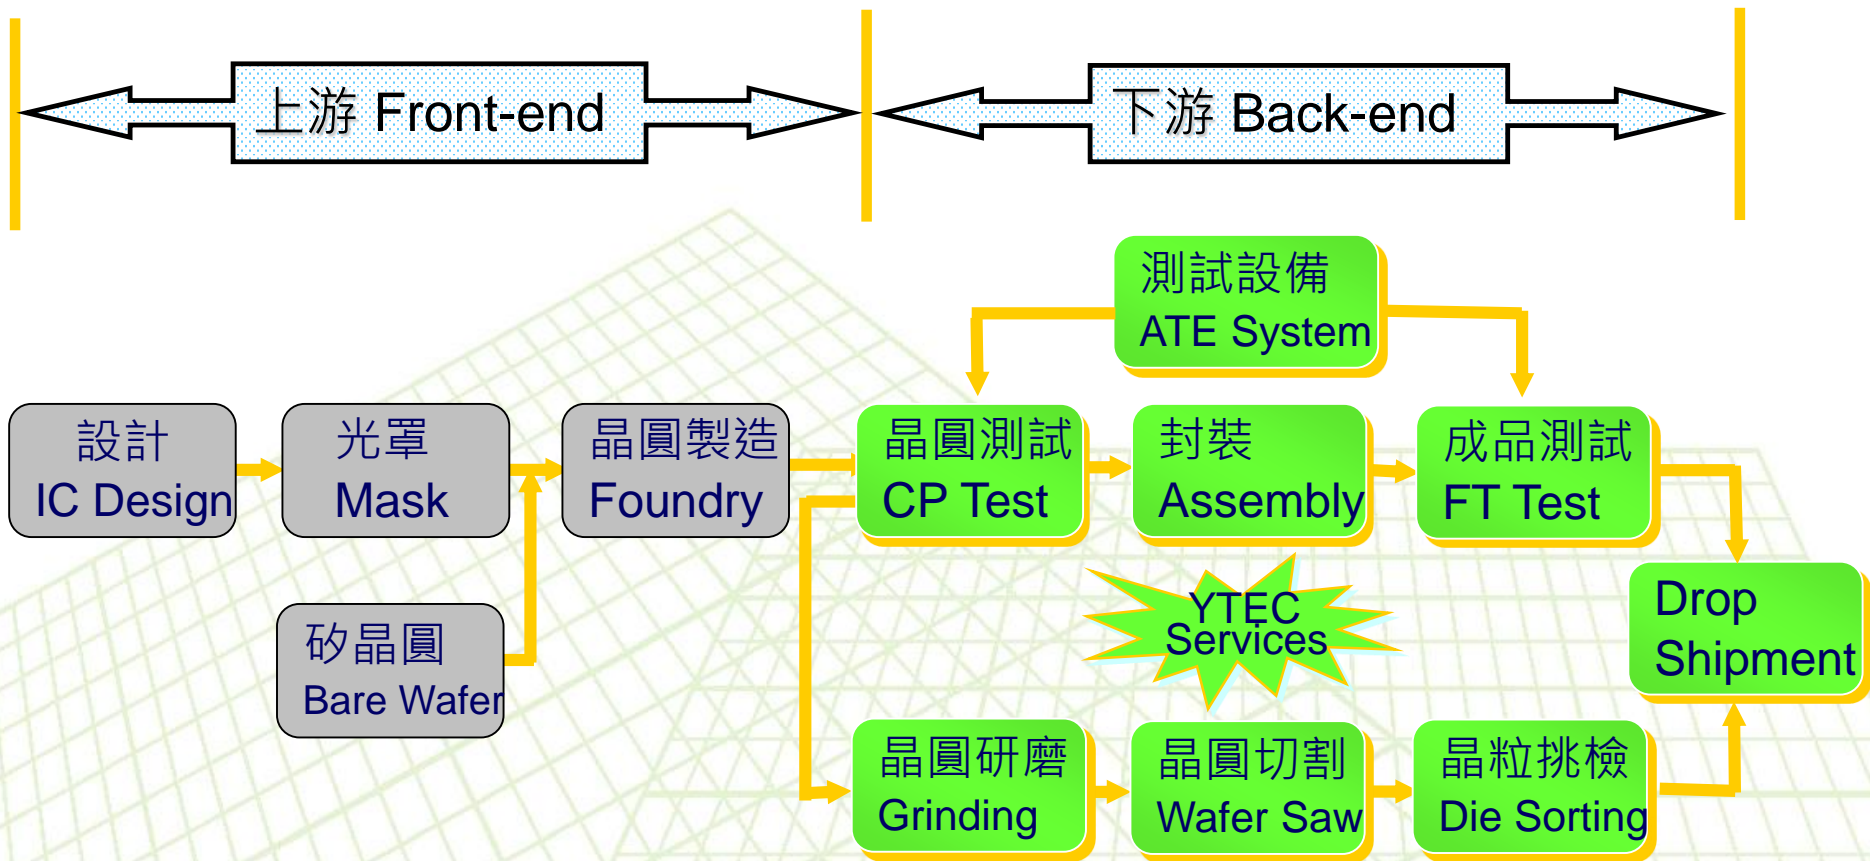 上游 Front-end
下游 Back-end
測試設備
ATE System
設計
IC Design
光罩
Mask
晶圓製造
Foundry
晶圓測試
CP Test
封裝
Assembly
成品測試
FT Test
矽晶圓
Bare Wafer
YTEC
Services
Drop
Shipment
晶圓研磨
Grinding
晶圓切割
Wafer Saw
晶粒挑檢
Die Sorting